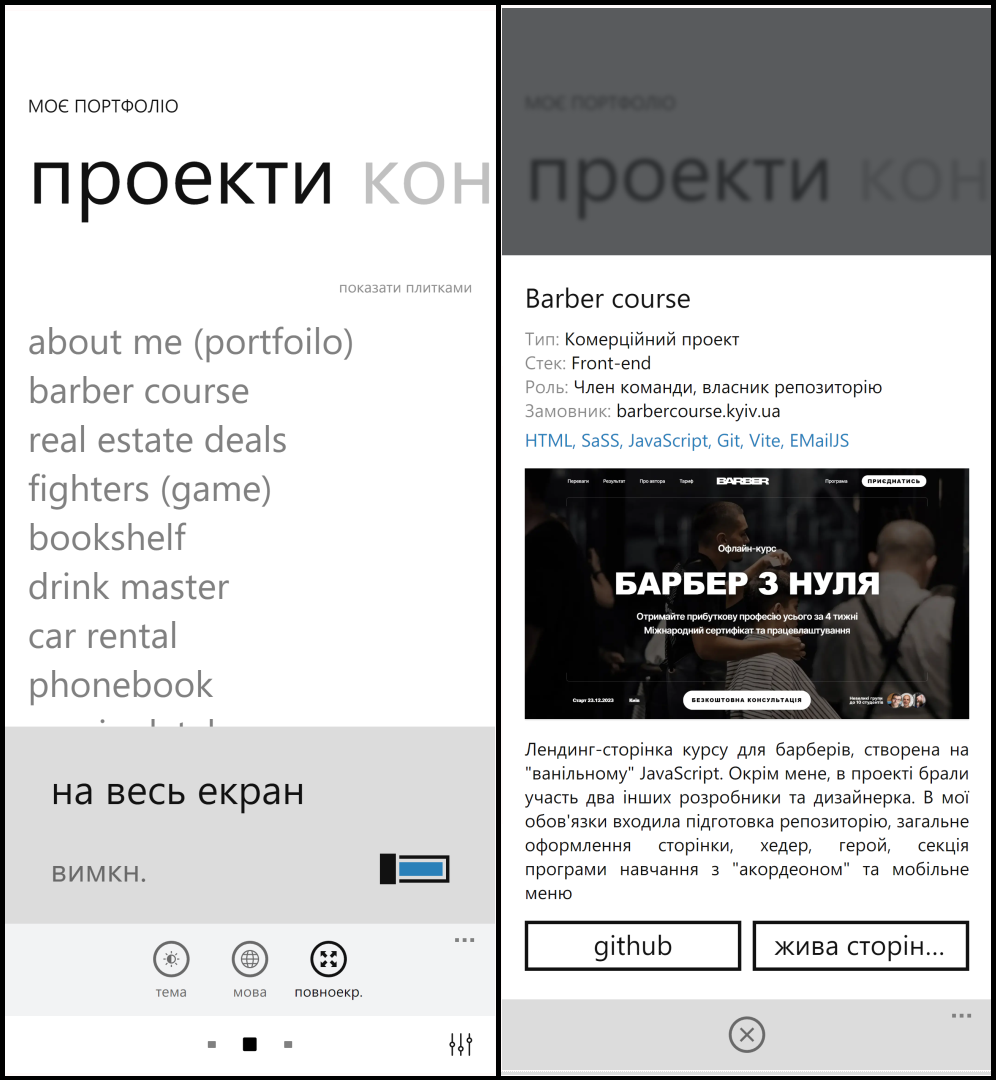 МОЄ ПОРТФОЛІО
проекти кон
показати плитками
about me (portfoilo)
barber course
real estate deals
fighters (game)
bookshelf
drink master
car rental
phonebook
на весь екран
вимкн.
тема
мова
повноекр.
МОЄ ПОРТФОЛІО
проекти кон
Barber course
Тип: Комерційний проект
Стек: Front-end
Роль: Член команди, власник репозиторію
Замовник: barbercourse.kyiv.ua
HTML, SaSS, JavaScript, Git, Vite, EMailJS
Переваги Результат Про автора Тариф BARBER Програма ПРИЄДНАТИСЬ
Офлайн-курс
БАРБЕР З НУЛЯ
Отримайте прибуткову професію усього за 4 тижні
Міжнародний сертифікат та працевлаштування
Старт 23.12.2023 Київ БЕЗКОШТОВНА КОНСУЛЬТАЦІЯ Невеликі групи
до 10 студентів
Лендинг-сторінка курсу для барберів, створена на
"ванільному" JavaScript. Окрім мене, в проекті брали
участь два інших розробники та дизайнерка. В мої
обов'язки входила підготовка репозиторію, загальне
оформлення сторінки, хедер, герой, секція
програми навчання з "акордеоном" та мобільне
меню
github
жива сторін...